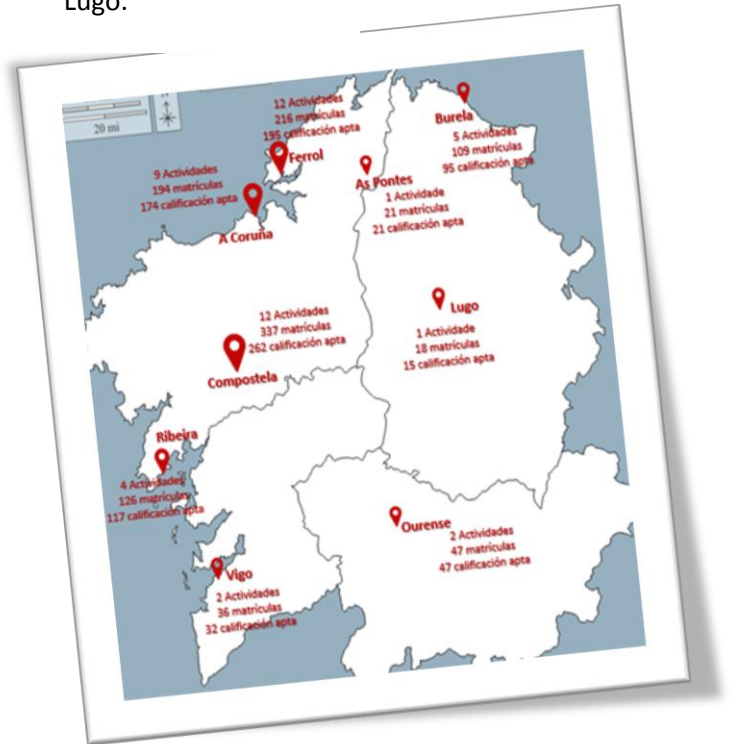 Lugo.
20 mi
12 Actividades
216 matrículas
195 calificación apta
Ferrol
Burela
5 Actividades
109 matrículas
95 calificación apta
9 Actividades
194 matrículas
174 calificación apta
A Coruña
As Pontes
1 Actividade
21 matrículas
21 calificación apta
Lugo
1 Actividade
18 matrículas
15 calificación apta
12 Actividades
337 matrículas
262 calificación apta
Compostela
Ribeira
4 Actividades
126 matrículas
117 calificación apta
Ourense
2 Actividades
47 matrículas
47 calificación apta
Vigo
2 Actividades
36 matrículas
32 calificación apta